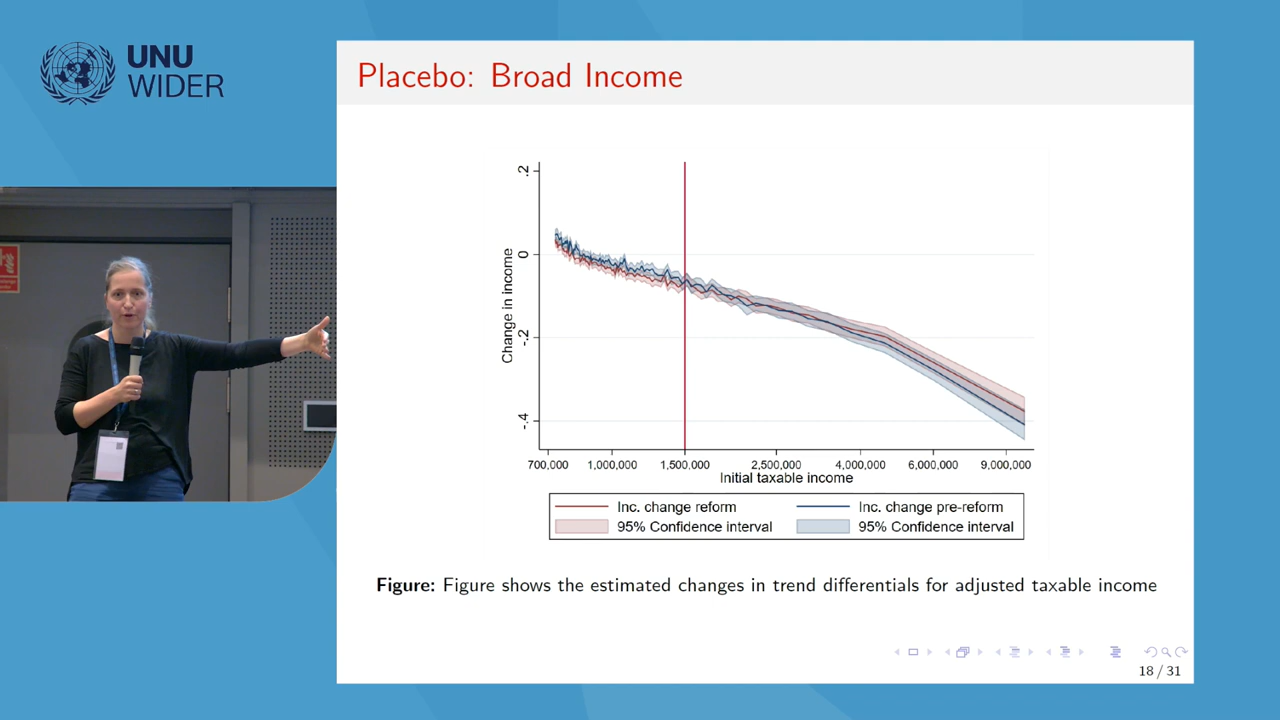 UNU
WIDER
Placebo: Broad Income
Change in income
.2
0
-.2
-.4
700,000 1,000,000 1,500,000 2,500,000 4,000,000 6,000,000 9,000,000
Initial taxable income
Inc. change reform Inc. change pre-reform
95% Confidence interval 95% Confidence interval
Figure: Figure shows the estimated changes in trend differentials for adjusted taxable income
18 / 31